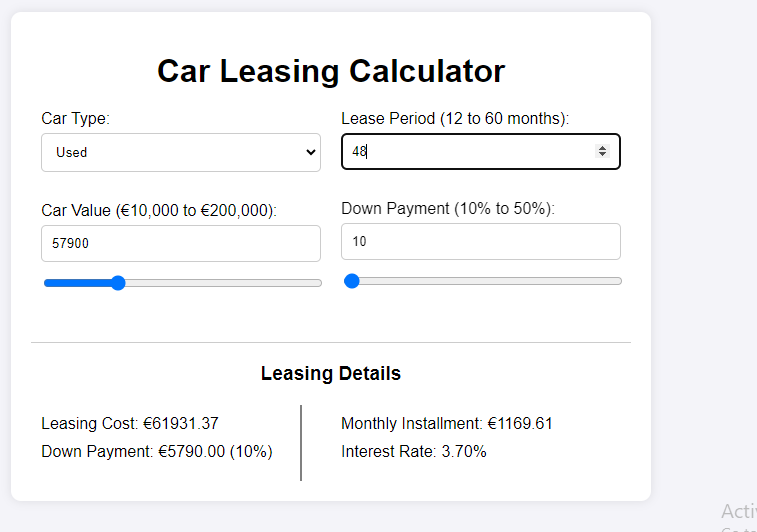 Car Leasing Calculator
Car Type:
Used
Lease Period (12 to 60 months):
48
Car Value (€10,000 to €200,000):
57900
Down Payment (10% to 50%):
10
Leasing Details
Leasing Cost: €61931.37
Down Payment: €5790.00 (10%)
Monthly Installment: €1169.61
Interest Rate: 3.70%
Acti